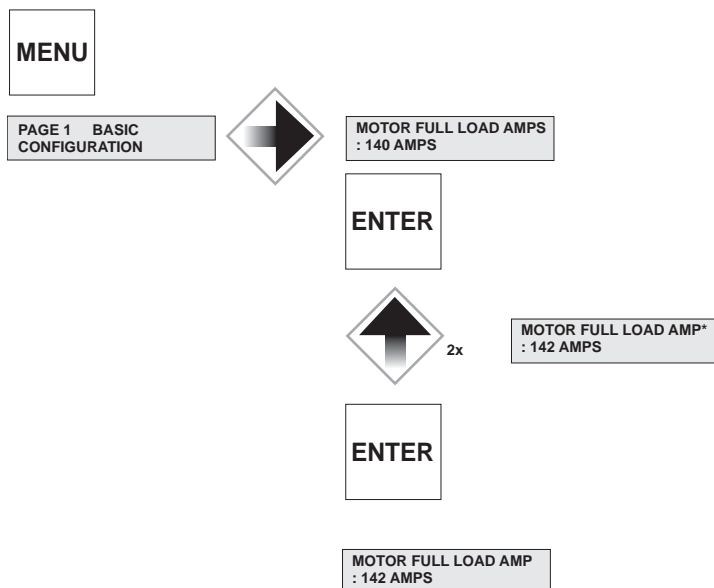 MENU
PAGE 1 BASIC
CONFIGURATION
MOTOR FULL LOAD AMPS
: 140 AMPS
ENTER
2x
MOTOR FULL LOAD AMP*
: 142 AMPS
ENTER
MOTOR FULL LOAD AMP
: 142 AMPS